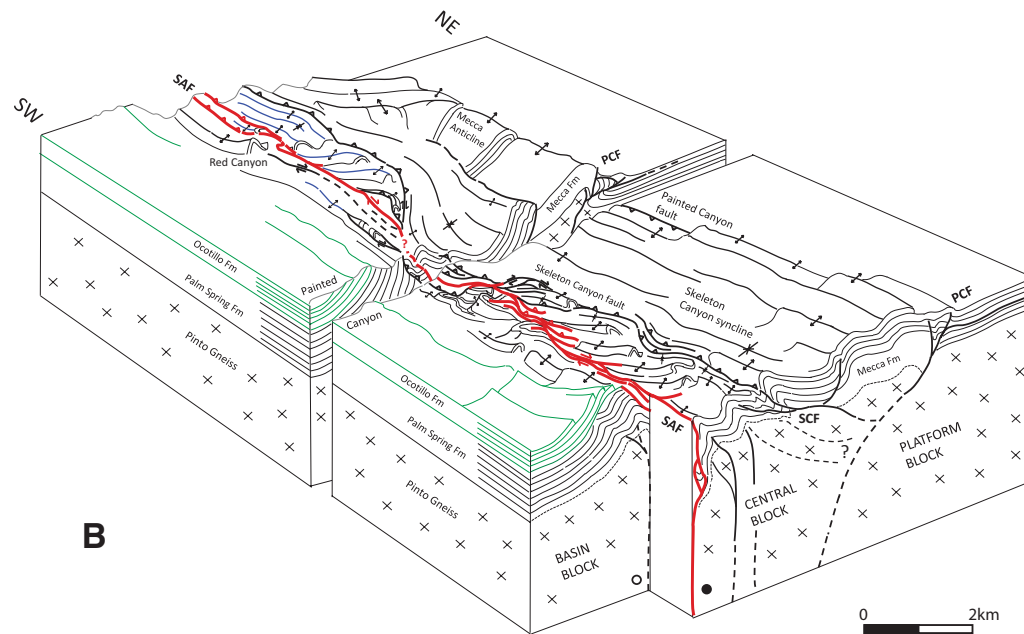 NE
SW
SAF
Red Canyon
Mecca
Anticline
PCF
Mecca Fm
Painted Canyon
fault
Ocotillo Fm
Palm Spring Fm
Pinto Gneiss
Painted
Canyon
?
Skeleton Canyon fault
Skeleton
Canyon syncline
PCF
Mecca Fm
Ocotillo Fm
Palm Spring Fm
Pinto Gneiss
SAF
SCF
?
PLATFORM
BLOCK
CENTRAL
BLOCK
BASIN
BLOCK
B
0 2km